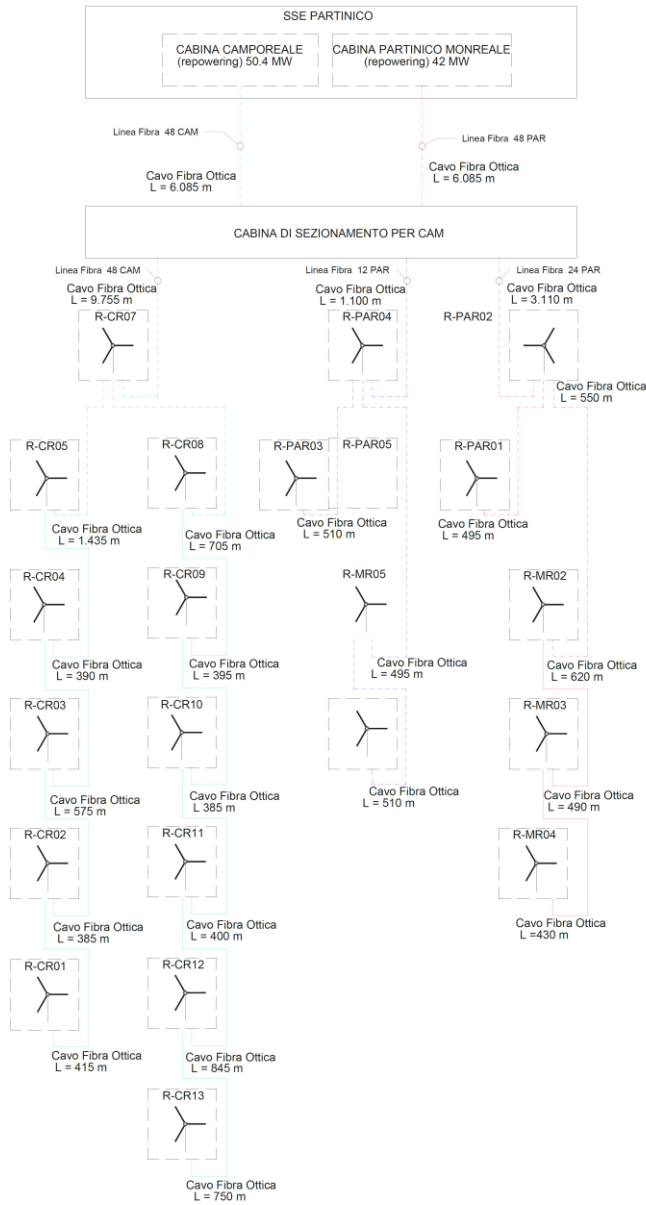 SSE PARTINICO
CABINA CAMPOREALE
(repowering) 50.4 MW
CABINA PARTINICO MONREALE
(repowering) 42 MW
Linea Fibra 48 CAM
Linea Fibra 48 PAR
Cavo Fibra Ottica
L = 6.085 m
Cavo Fibra Ottica
L = 6.085 m
CABINA DI SEZIONAMENTO PER CAM
Linea Fibra 48 CAM
Linea Fibra 12 PAR
Linea Fibra 24 PAR
Cavo Fibra Ottica
L = 9.755 m
Cavo Fibra Ottica
L = 1.100 m
Cavo Fibra Ottica
L = 3.110 m
R-CR07
R-PAR04
R-PAR02
Cavo Fibra Ottica
L = 550 m
R-CR05
R-CR08
R-PAR03
R-PAR05
R-PAR01
Cavo Fibra Ottica
L = 1.435 m
Cavo Fibra Ottica
L = 705 m
Cavo Fibra Ottica
L = 510 m
Cavo Fibra Ottica
L = 495 m
R-CR04
R-CR09
R-MR05
R-MR02
Cavo Fibra Ottica
L = 390 m
Cavo Fibra Ottica
L = 395 m
Cavo Fibra Ottica
L = 495 m
Cavo Fibra Ottica
L = 620 m
R-CR03
R-CR10
R-MR03
Cavo Fibra Ottica
L = 575 m
Cavo Fibra Ottica
L 385 m
Cavo Fibra Ottica
L = 510 m
Cavo Fibra Ottica
L = 490 m
R-CR02
R-CR11
R-MR04
Cavo Fibra Ottica
L = 385 m
Cavo Fibra Ottica
L = 400 m
Cavo Fibra Ottica
L =430 m
R-CR01
R-CR12
Cavo Fibra Ottica
L = 415 m
Cavo Fibra Ottica
L = 845 m
R-CR13
Cavo Fibra Ottica
L = 750 m